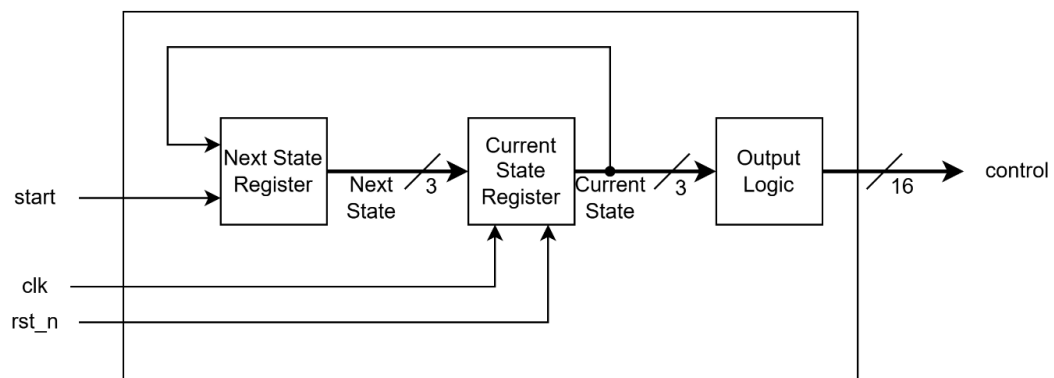 Next State
Register
Next
State
3
Current
State
Register
Current
State
3
Output
Logic
16
control
start
clk
rst_n